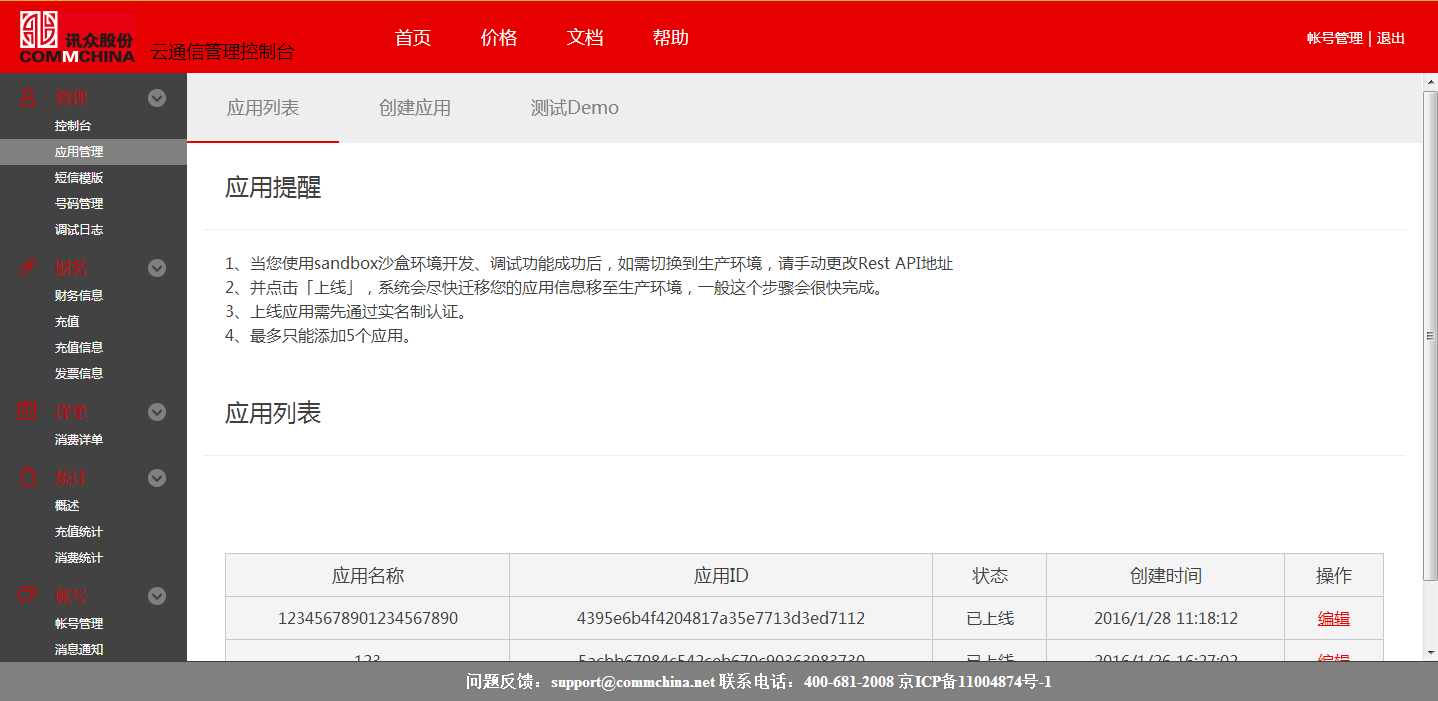 讯众股份
COMMCHINA
云通信管理控制台
首页 价格 文档 帮助
帐号管理 | 退出
管理
控制台
应用管理
短信模版
号码管理
调试日志
财务
财务信息
充值
充值信息
发票信息
详单
消费详单
统计
概述
充值统计
消费统计
帐号
帐号管理
消息通知
应用列表 创建应用 测试Demo
应用提醒
1、当您使用sandbox沙盒环境开发、调试功能成功后，如需切换到生产环境，请手动更改Rest API地址
2、并点击「上线」，系统会尽快迁移您的应用信息移至生产环境，一般这个步骤会很快完成。
3、上线应用需先通过实名制认证。
4、最多只能添加5个应用。
应用列表
应用名称 应用ID 状态 创建时间 操作
12345678901234567890 4395e6b4f4204817a35e7713d3ed7112 已上线 2016/1/28 11:18:12 编辑
123 5acbb67084c542ceb670c90363983730 已上线 2016/1/26 16:27:02 编辑
问题反馈：support@commchina.net 联系电话：400-681-2008 京ICP备11004874号-1